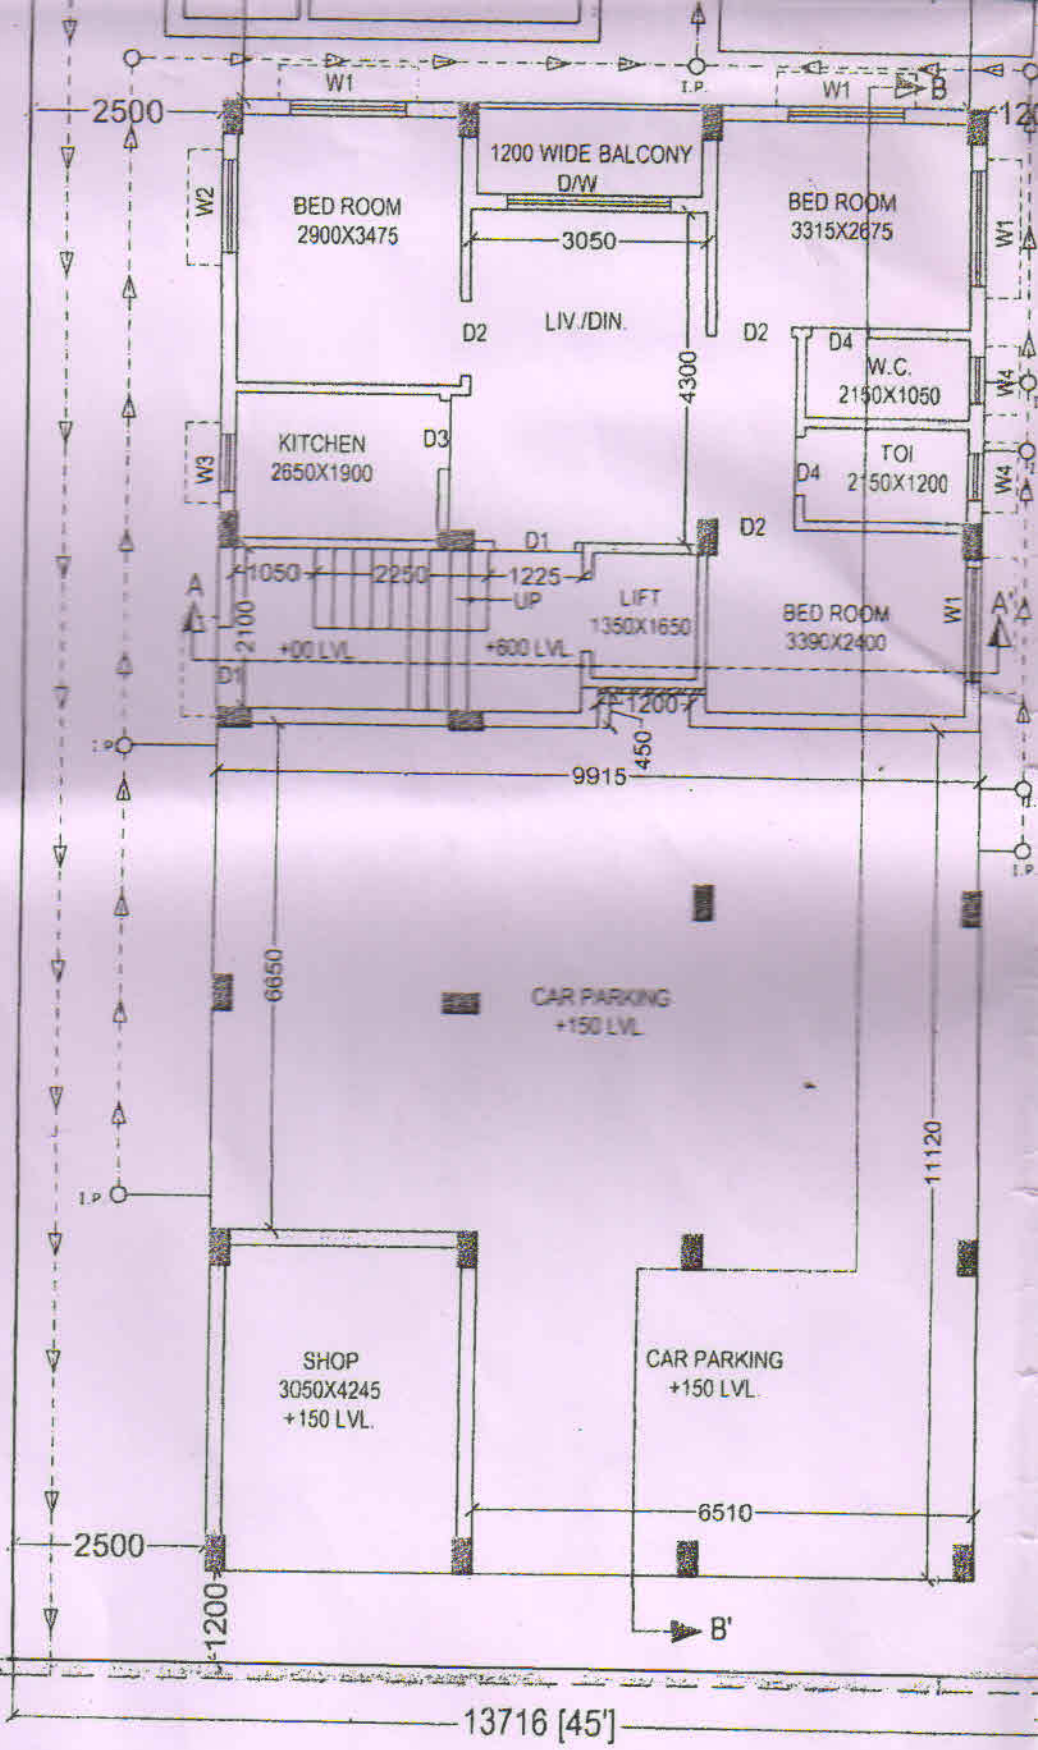 I.P.
W1
W1
B
2500
120
1200 WIDE BALCONY
D/W
W2
BED ROOM
2900X3475
BED ROOM
3315X2675
W1
3050
LIV./DIN.
D2
D2
D4
4300
W.C.
2150X1050
W4
KITCHEN
2650X1900
D3
W3
TOI
2150X1200
D4
W4
D2
D1
A
1050
2250
1225
UP
LIFT
1350X1650
BED ROOM
3390X2400
W1
A'
2100
+00 LVL
+600 LVL
D1
1200
450
I.P.
9915
I.P.
6650
CAR PARKING
+150 LVL
11120
I.P
SHOP
3050X4245
+150 LVL.
CAR PARKING
+150 LVL.
6510
2500
1200
B'
13716 [45']